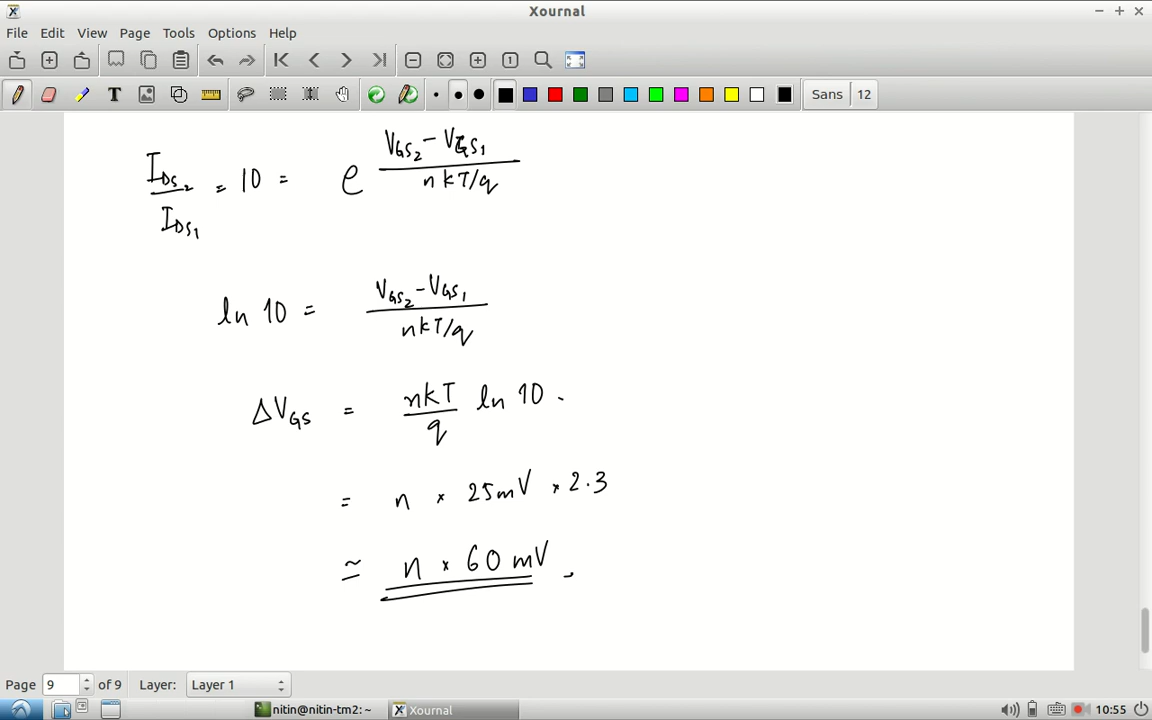 Xournal
File Edit View Page Tools Options Help
Sans 12
I_DS2 / I_DS1 = 10 = e^((V_GS2 − V_GS1) / (nkT/q))
ln 10 = (V_GS2 − V_GS1) / (nkT/q)
ΔV_GS = (nkT / q) ln 10 .
= n × 25mV × 2.3
≃ n × 60 mV .
Page 9 of 9 Layer: Layer 1
nitin@nitin-tm2: ~ Xournal 10:55